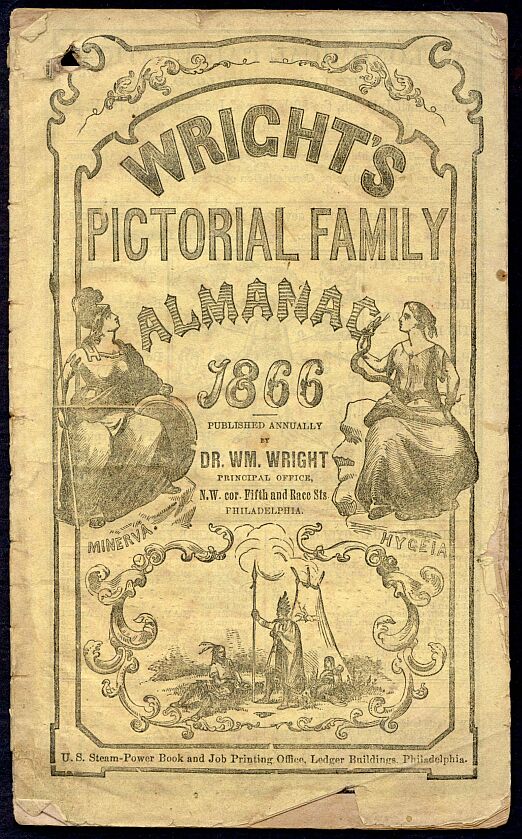 WRIGHT'S
PICTORIAL FAMILY
ALMANAC
1866
PUBLISHED ANNUALLY
BY
DR. WM. WRIGHT
PRINCIPAL OFFICE,
N.W. cor. Fifth and Race Sts
PHILADELPHIA.
MINERVA.
HYGEIA
U. S. Steam-Power Book and Job Printing Office, Ledger Buildings, Philadelphia.